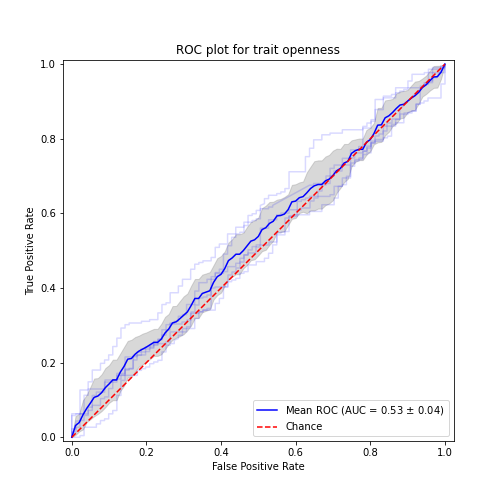 ROC plot for trait openness
1.0
0.8
0.6
0.4
0.2
0.0
True Positive Rate
Mean ROC (AUC = 0.53 ± 0.04)
Chance
0.0 0.2 0.4 0.6 0.8 1.0
False Positive Rate